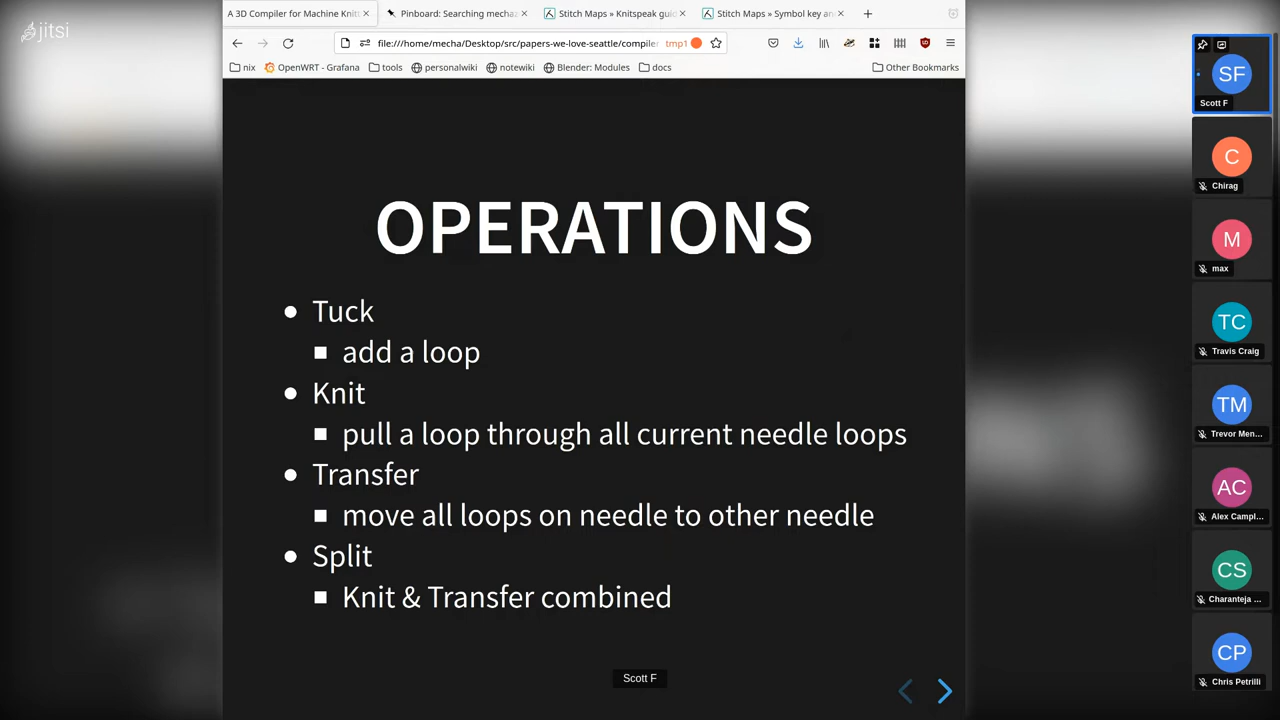 jitsi
A 3D Compiler for Machine Knitt
Pinboard: Searching mecha
Stitch Maps » Knitspeak guid
Stitch Maps » Symbol key an
file:///home/mecha/Desktop/src/papers-we-love-seattle/compiler
tmp1
nix
OpenWRT - Grafana
tools
personalwiki
notewiki
Blender: Modules
docs
Other Bookmarks
OPERATIONS
Tuck
add a loop
Knit
pull a loop through all current needle loops
Transfer
move all loops on needle to other needle
Split
Knit & Transfer combined
Scott F
SF
Scott F
C
Chirag
M
max
TC
Travis Craig
TM
Trevor Men...
AC
Alex Campl...
CS
Charanteja ...
CP
Chris Petrilli